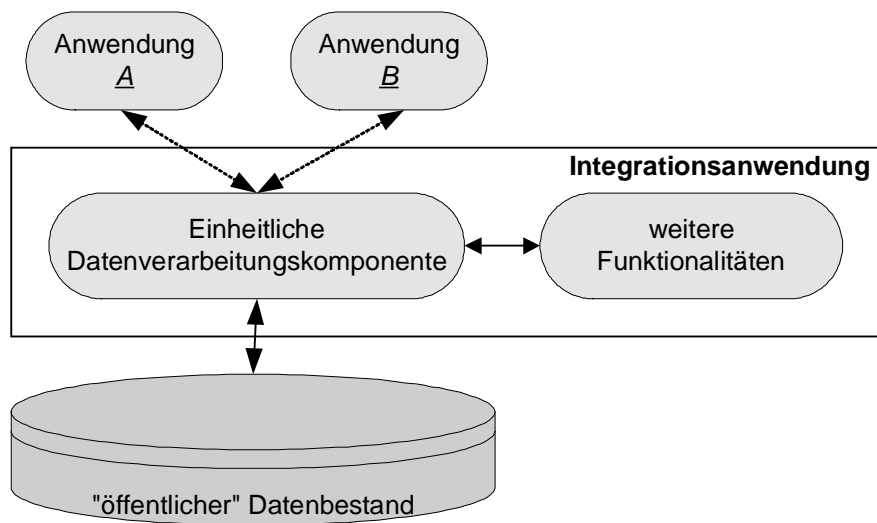 Anwendung
A
Anwendung
B
Integrationsanwendung
Einheitliche
Datenverarbeitungskomponente
weitere
Funktionalitäten
"öffentlicher" Datenbestand